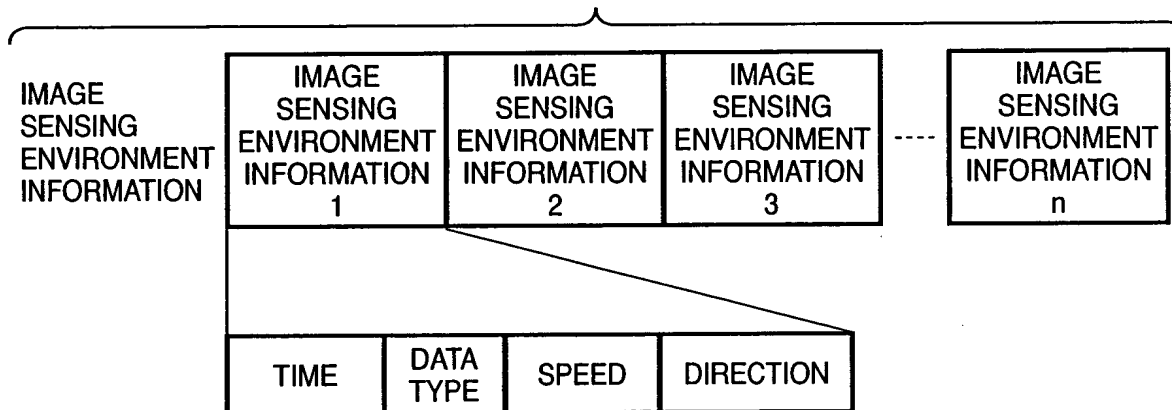 IMAGE
SENSING
ENVIRONMENT
INFORMATION
IMAGE
SENSING
ENVIRONMENT
INFORMATION
1
IMAGE
SENSING
ENVIRONMENT
INFORMATION
2
IMAGE
SENSING
ENVIRONMENT
INFORMATION
3
IMAGE
SENSING
ENVIRONMENT
INFORMATION
n
TIME
DATA
TYPE
SPEED
DIRECTION